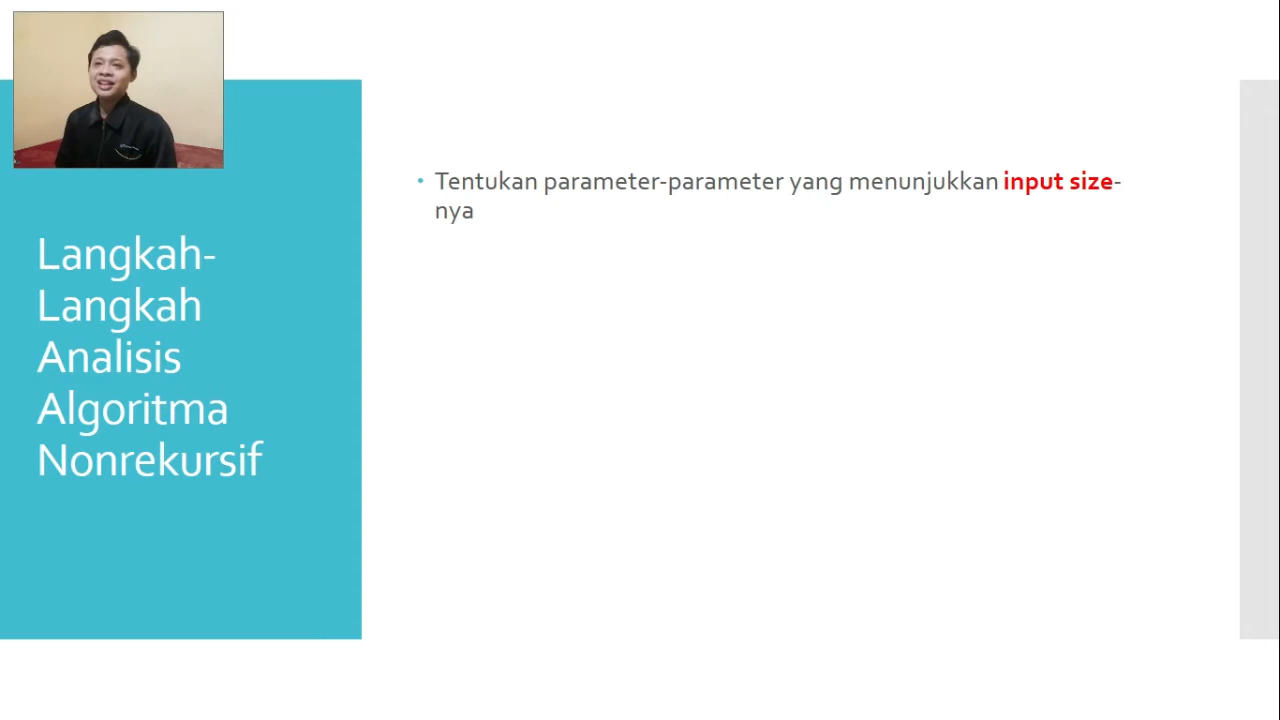 Langkah-
Langkah
Analisis
Algoritma
Nonrekursif
• Tentukan parameter-parameter yang menunjukkan input size-
nya